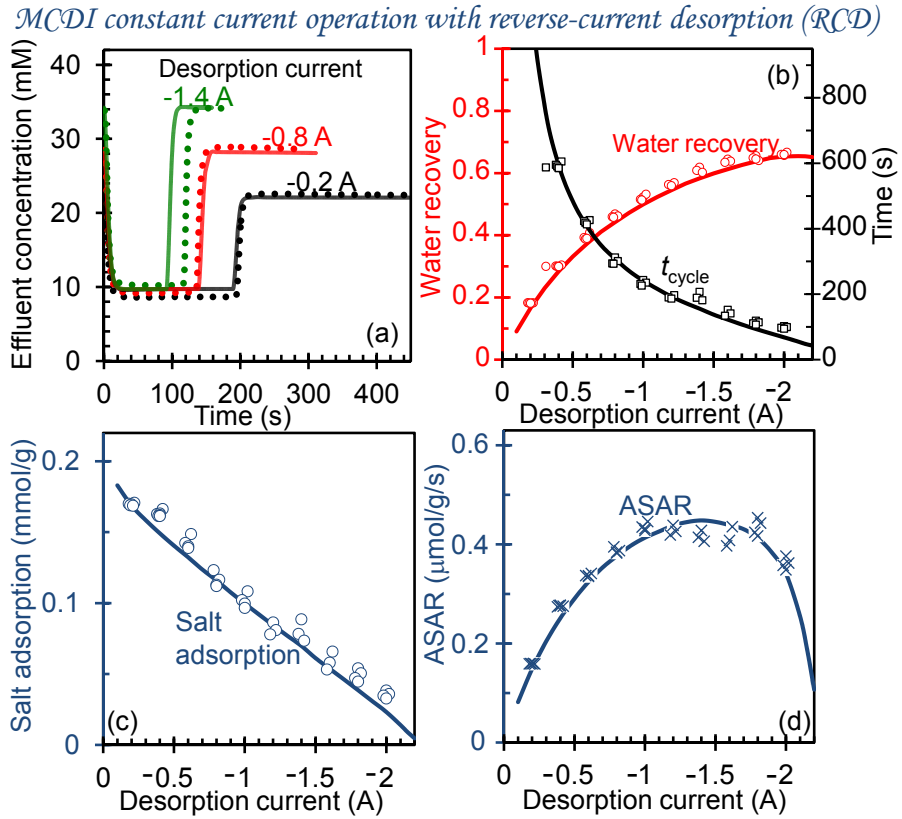 MCDI constant current operation with reverse-current desorption (RCD)
Effluent concentration (mM)
40
30
20
10
0
Desorption current
-1.4 A
-0.8 A
-0.2 A
(a)
0 100 200 300 400
Time (s)
Water recovery
1
0.8
0.6
0.4
0.2
0
(b)
Water recovery
t_cycle
800
600
400
200
0
Time (s)
0 -0.5 -1 -1.5 -2
Desorption current (A)
Salt adsorption (mmol/g)
0.2
0.1
0
Salt
adsorption
(c)
0 -0.5 -1 -1.5 -2
Desorption current (A)
ASAR (μmol/g/s)
0.6
0.4
0.2
0
ASAR
(d)
0 -0.5 -1 -1.5 -2
Desorption current (A)